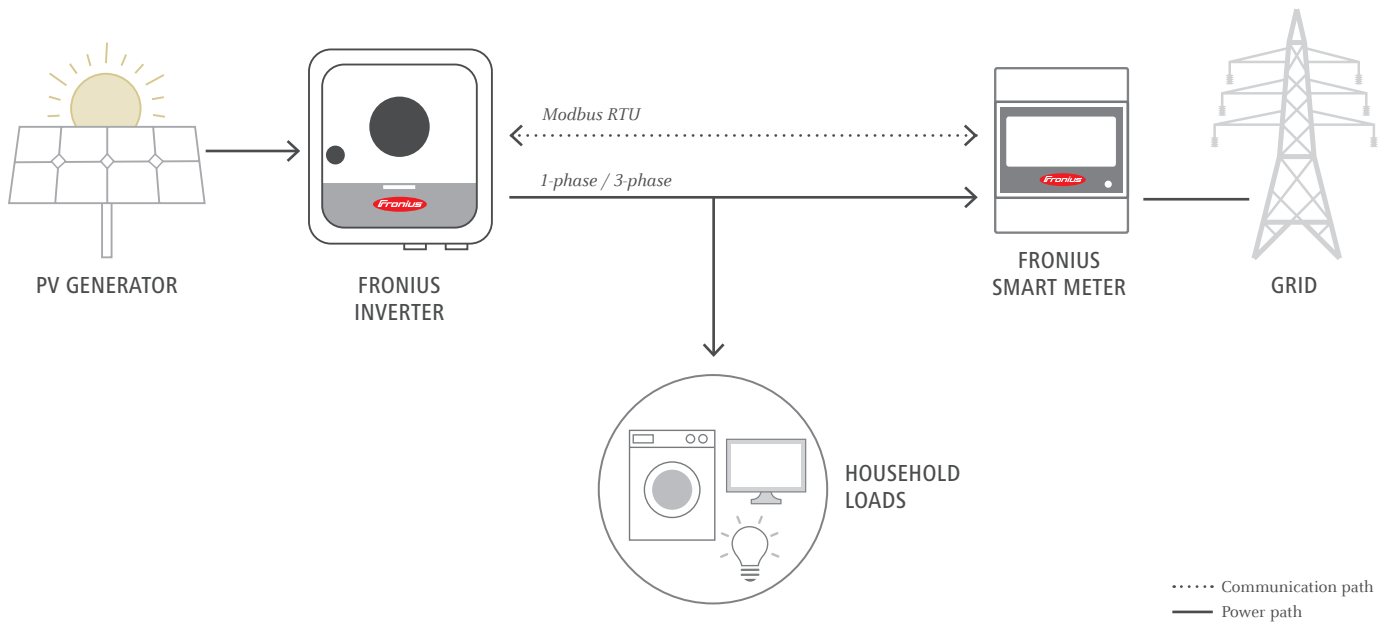 Modbus RTU
1-phase / 3-phase
Fronius
Fronius
PV GENERATOR
FRONIUS
INVERTER
FRONIUS
SMART METER
GRID
HOUSEHOLD
LOADS
Communication path
Power path